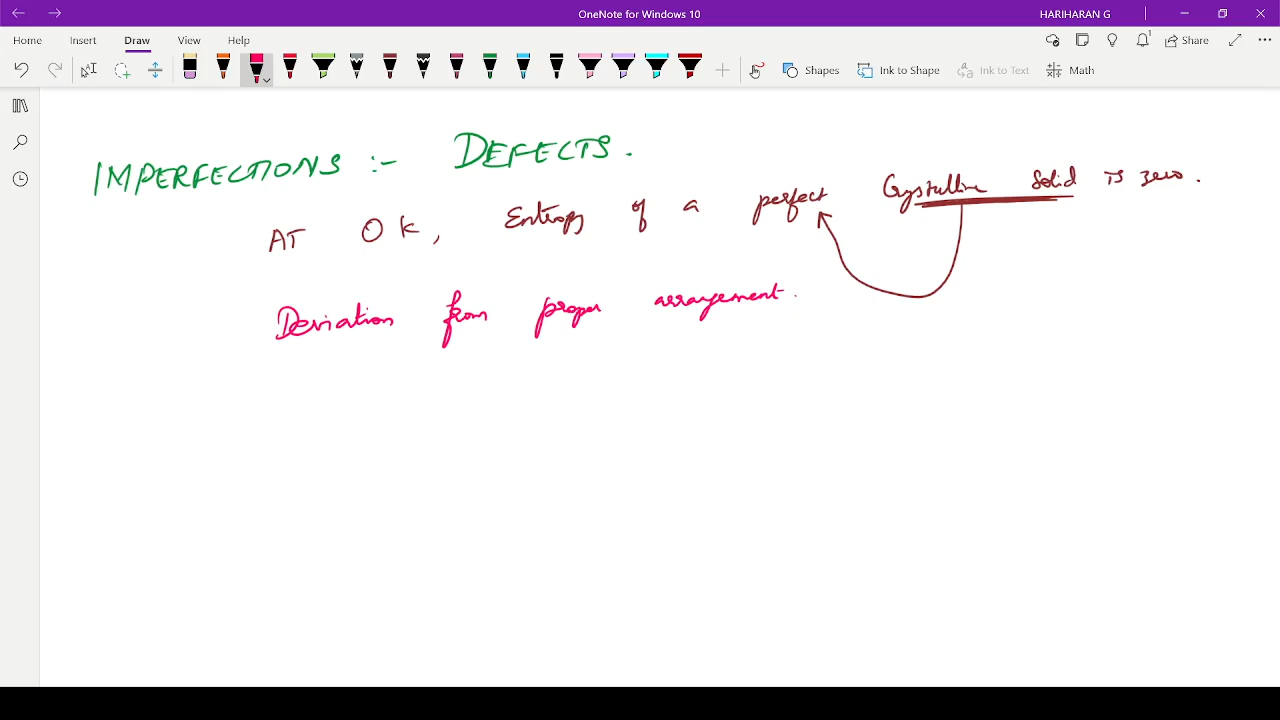 OneNote for Windows 10
HARIHARAN G
Home Insert Draw View Help
Share
Shapes Ink to Shape Ink to Text Math
IMPERFECTIONS :- DEFECTS.
AT 0 K, Entropy of a perfect Crystalline Solid is zero.
Deviation from proper arrangement.